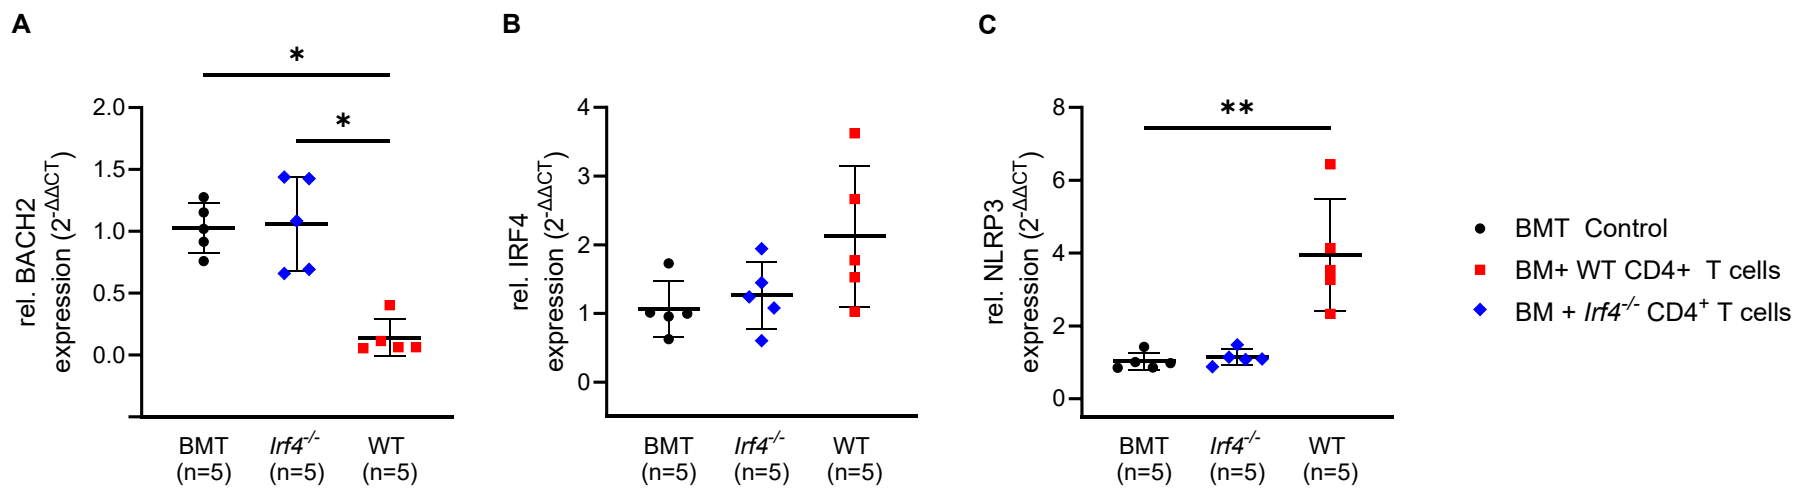 A
*
*
2.0
1.5
1.0
0.5
0.0
rel. BACH2
expression (2^-ΔΔCT)
BMT
(n=5)
Irf4^-/-
(n=5)
WT
(n=5)
B
4
3
2
1
0
rel. IRF4
expression (2^-ΔΔCT)
BMT
(n=5)
Irf4^-/-
(n=5)
WT
(n=5)
C
**
8
6
4
2
0
rel. NLRP3
expression (2^-ΔΔCT)
BMT
(n=5)
Irf4^-/-
(n=5)
WT
(n=5)
BMT Control
BM+ WT CD4+ T cells
BM + Irf4^-/- CD4^+ T cells